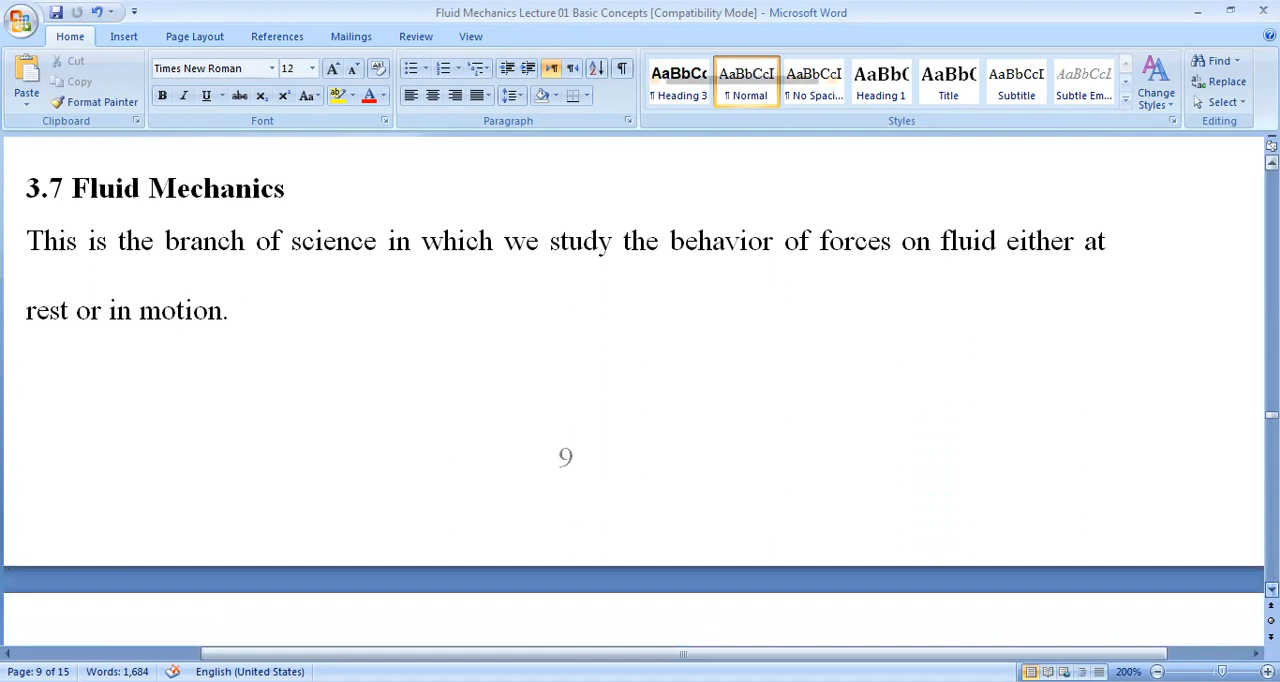 Fluid Mechanics Lecture 01 Basic Concepts [Compatibility Mode] - Microsoft Word
Home Insert Page Layout References Mailings Review View
Paste
Cut
Copy
Format Painter
Clipboard
Times New Roman 12
Font
Paragraph
AaBbCc AaBbCcI AaBbCcI AaBbC AaBbC AaBbCcI AaBbCcI
¶ Heading 3 ¶ Normal ¶ No Spaci... Heading 1 Title Subtitle Subtle Em...
Styles
Change Styles
Find
Replace
Select
Editing
3.7 Fluid Mechanics
This is the branch of science in which we study the behavior of forces on fluid either at
rest or in motion.
9
Page: 9 of 15 Words: 1,684 English (United States) 200%